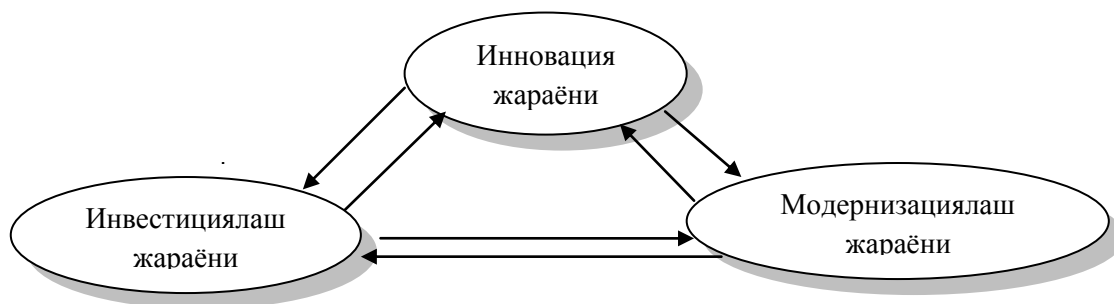 Инновация
жараёни
Инвестициялаш
жараёни
Модернизациялаш
жараёни